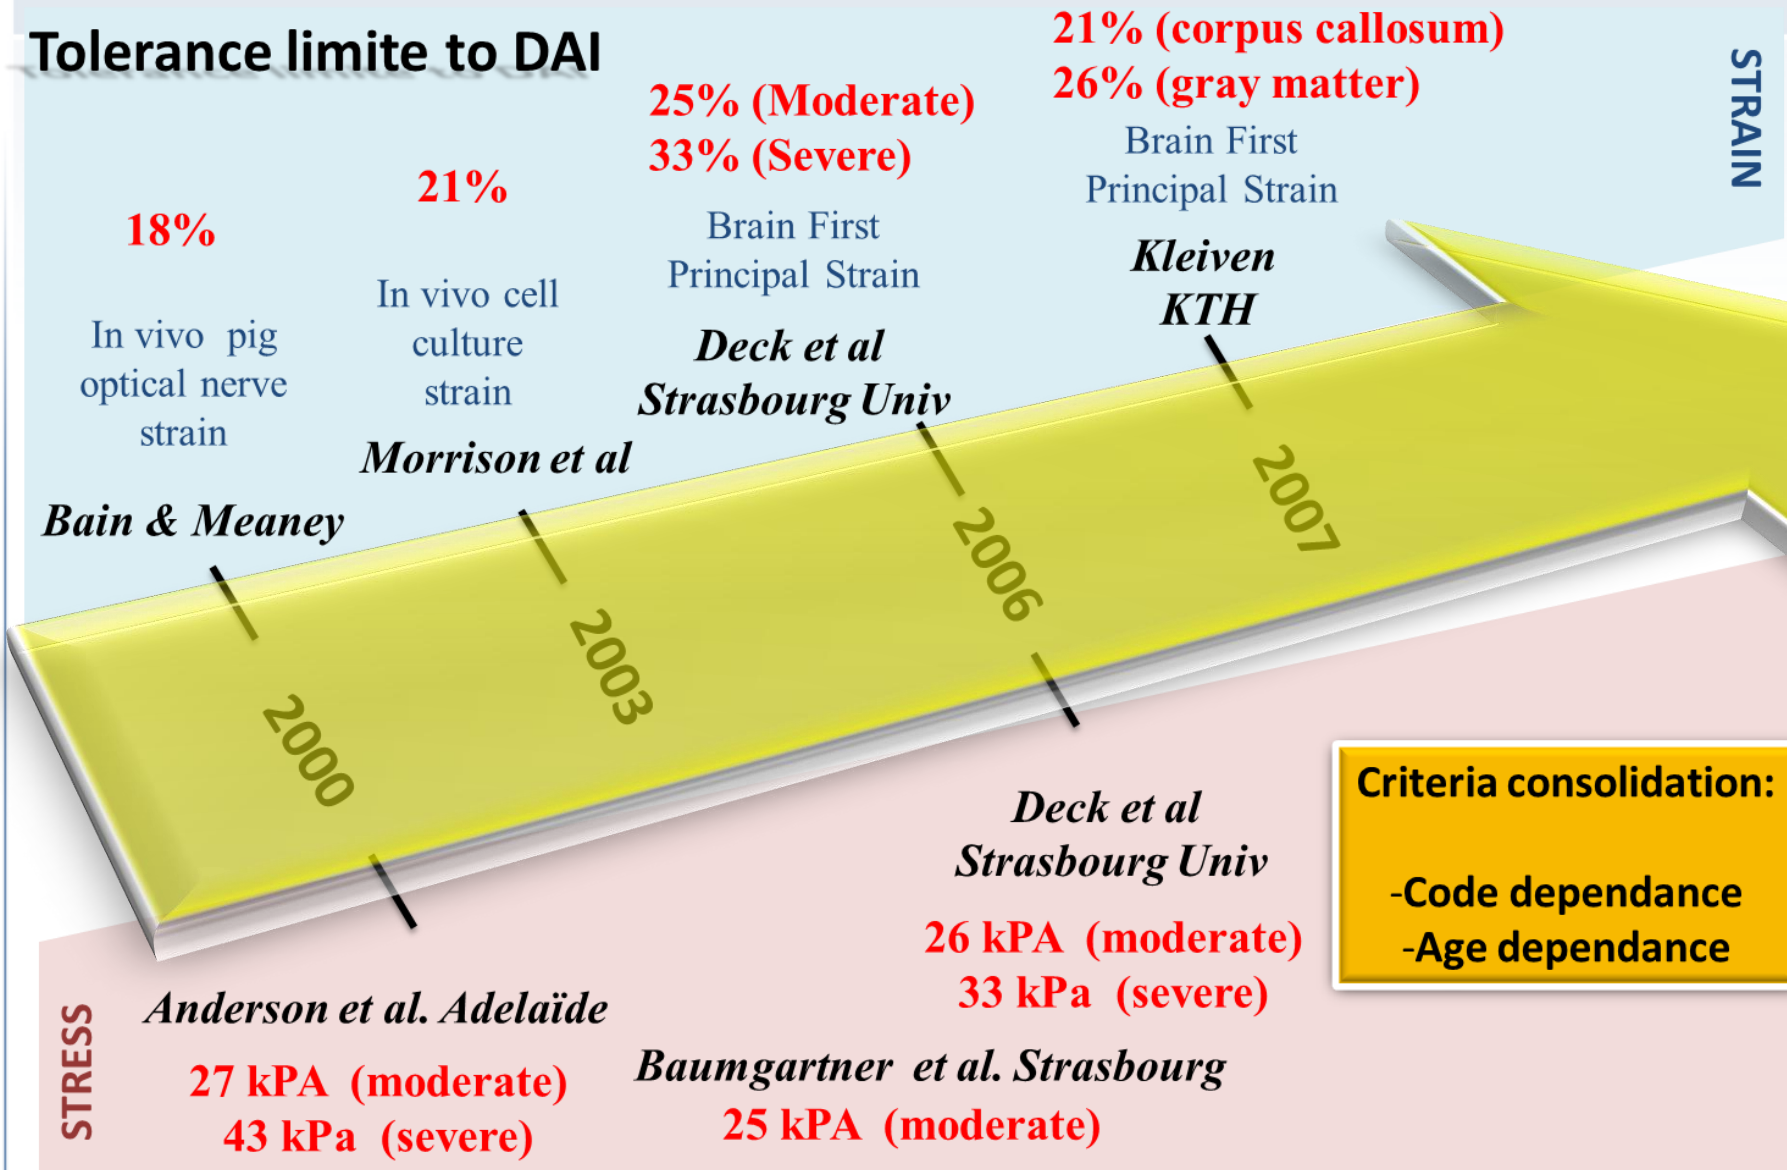 Tolerance limite to DAI
18%
In vivo pig
optical nerve
strain
Bain & Meaney
21%
In vivo cell
culture
strain
Morrison et al
25% (Moderate)
33% (Severe)
Brain First
Principal Strain
Deck et al
Strasbourg Univ
21% (corpus callosum)
26% (gray matter)
Brain First
Principal Strain
Kleiven
KTH
STRAIN
2000
2003
2006
2007
STRESS
Anderson et al. Adelaïde
27 kPA (moderate)
43 kPa (severe)
Baumgartner et al. Strasbourg
25 kPA (moderate)
Deck et al
Strasbourg Univ
26 kPA (moderate)
33 kPa (severe)
Criteria consolidation:
-Code dependance
-Age dependance